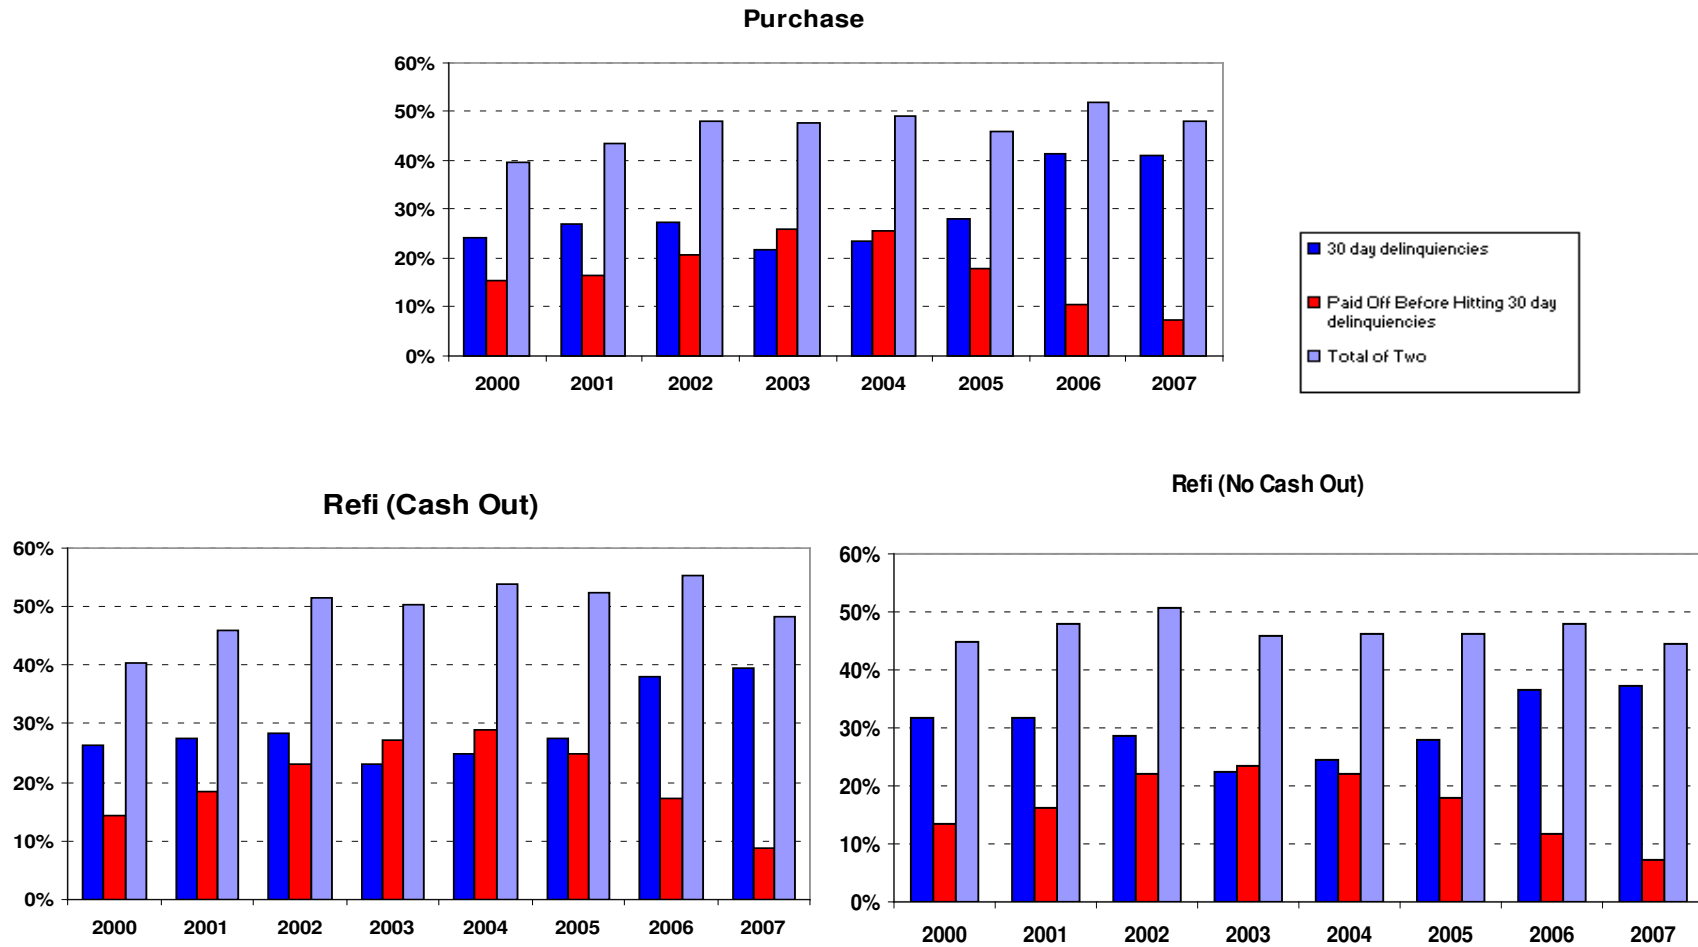 Purchase
60%
50%
40%
30%
20%
10%
0%
2000 2001 2002 2003 2004 2005 2006 2007
30 day delinquiencies
Paid Off Before Hitting 30 day
delinquiencies
Total of Two
Refi (Cash Out)
60%
50%
40%
30%
20%
10%
0%
2000 2001 2002 2003 2004 2005 2006 2007
Refi (No Cash Out)
60%
50%
40%
30%
20%
10%
0%
2000 2001 2002 2003 2004 2005 2006 2007